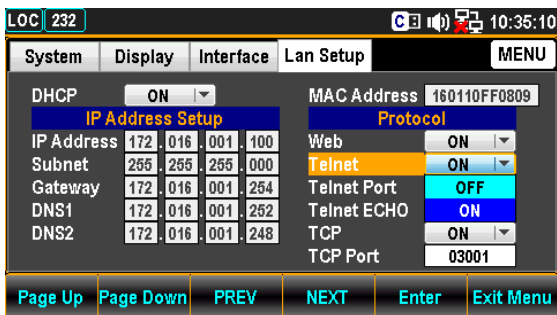 LOC 232 C 10:35:10
System Display Interface Lan Setup MENU
DHCP ON
IP Address Setup
IP Address 172 . 016 . 001 . 100
Subnet 255 . 255 . 255 . 000
Gateway 172 . 016 . 001 . 254
DNS1 172 . 016 . 001 . 252
DNS2 172 . 016 . 001 . 248
MAC Address 160110FF0809
Protocol
Web ON
Telnet ON
Telnet Port OFF
Telnet ECHO ON
TCP ON
TCP Port 03001
Page Up Page Down PREV NEXT Enter Exit Menu